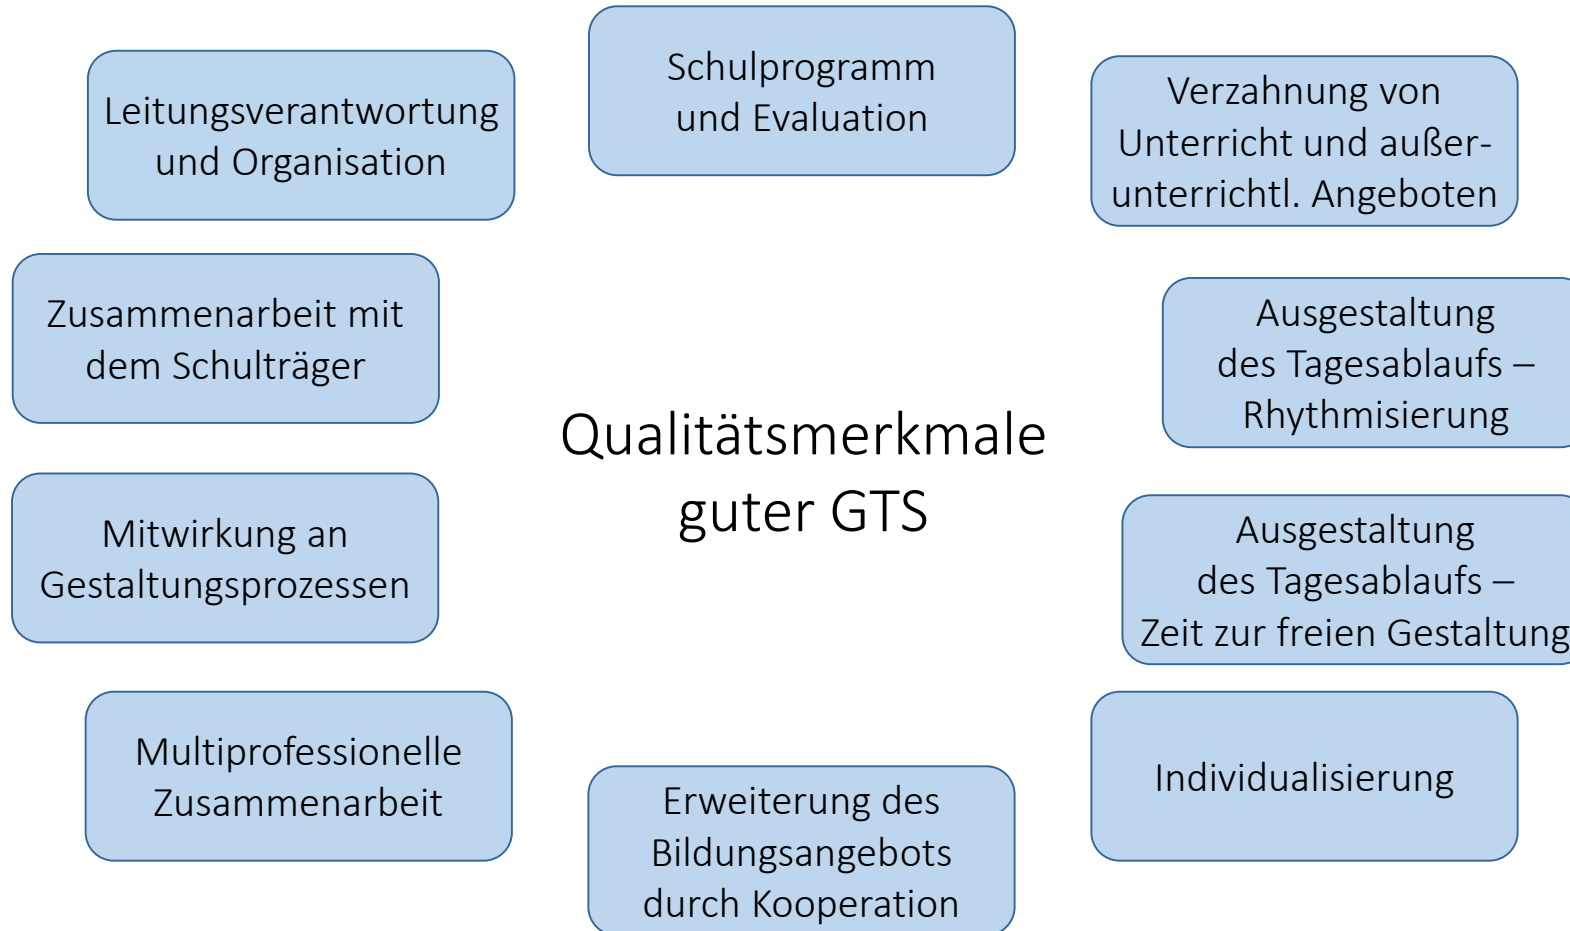 Schulprogramm
und Evaluation
Leitungsverantwortung
und Organisation
Verzahnung von
Unterricht und außer-
unterrichtl. Angeboten
Zusammenarbeit mit
dem Schulträger
Ausgestaltung
des Tagesablaufs –
Rhythmisierung
Qualitätsmerkmale
guter GTS
Mitwirkung an
Gestaltungsprozessen
Ausgestaltung
des Tagesablaufs –
Zeit zur freien Gestaltung
Multiprofessionelle
Zusammenarbeit
Individualisierung
Erweiterung des
Bildungsangebots
durch Kooperation